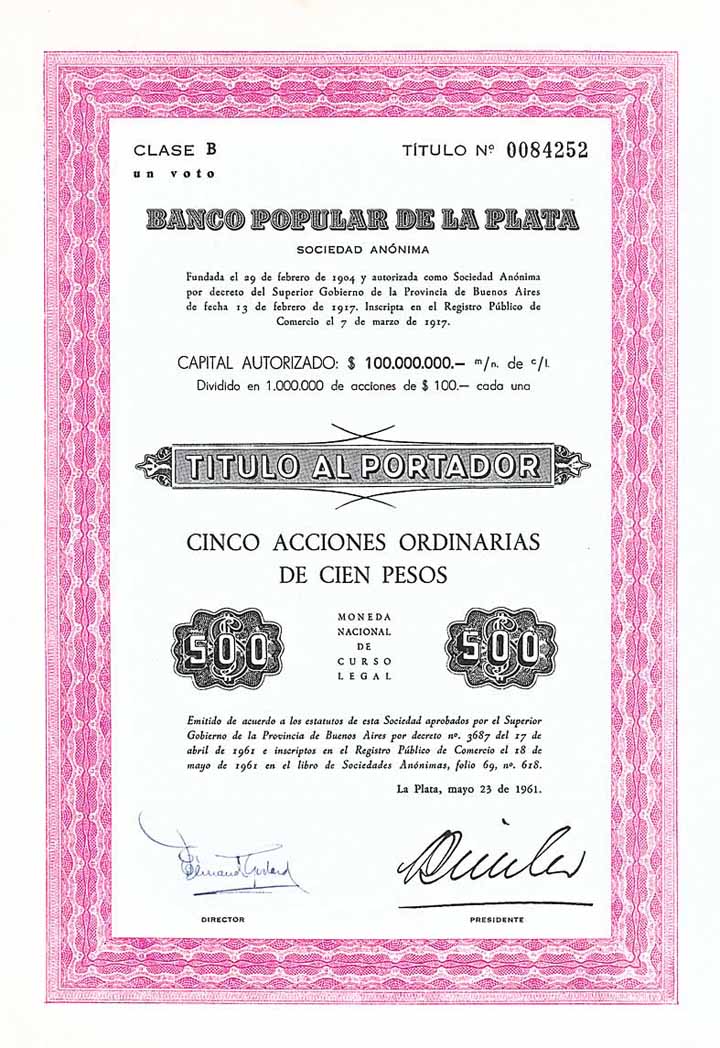 CLASE B
un voto
TÍTULO Nº 0084252
BANCO POPULAR DE LA PLATA
SOCIEDAD ANÓNIMA
Fundada el 29 de febrero de 1904 y autorizada como Sociedad Anónima
por decreto del Superior Gobierno de la Provincia de Buenos Aires
de fecha 13 de febrero de 1917. Inscripta en el Registro Público de
Comercio el 7 de marzo de 1917.
CAPITAL AUTORIZADO: $ 100.000.000.— m/n. de c/l.
Dividido en 1.000.000 de acciones de $ 100.— cada una
TITULO AL PORTADOR
CINCO ACCIONES ORDINARIAS
DE CIEN PESOS
500
MONEDA
NACIONAL
DE
CURSO
LEGAL
500
Emitido de acuerdo a los estatutos de esta Sociedad aprobados por el Superior
Gobierno de la Provincia de Buenos Aires por decreto nº. 3687 del 17 de
abril de 1961 e inscriptos en el Registro Público de Comercio el 18 de
mayo de 1961 en el libro de Sociedades Anónimas, folio 69, nº. 618.
La Plata, mayo 23 de 1961.
DIRECTOR
PRESIDENTE